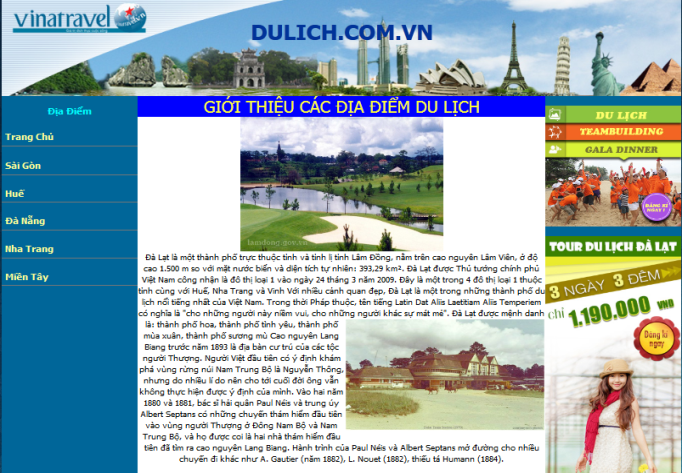 vinatravel
DULICH.COM.VN
Địa Điểm
Trang Chủ
Sài Gòn
Huế
Đà Nẵng
Nha Trang
Miền Tây
GIỚI THIỆU CÁC ĐỊA ĐIỂM DU LỊCH
lamdong.gov.vn
Đà Lạt là một thành phố trực thuộc tỉnh và tỉnh lị tỉnh Lâm Đồng, nằm trên cao nguyên Lâm Viên, ở độ
cao 1.500 m so với mặt nước biển và diện tích tự nhiên: 393,29 km². Đà Lạt được Thủ tướng chính phủ
Việt Nam công nhận là đô thị loại 1 vào ngày 24 tháng 3 năm 2009. Đây là một trong 4 đô thị loại 1 thuộc
tỉnh cùng với Huế, Nha Trang và Vinh Với nhiều cảnh quan đẹp, Đà Lạt là một trong những thành phố du
lịch nổi tiếng nhất của Việt Nam. Trong thời Pháp thuộc, tên tiếng Latin Dat Aliis Laetitiam Aliis Temperiem
có nghĩa là "cho những người này niềm vui, cho những người khác sự mát mẻ". Đà Lạt được mệnh danh
là: thành phố hoa, thành phố tình yêu, thành phố
mùa xuân, thành phố sương mù Cao nguyên Lang
Biang trước năm 1893 là địa bàn cư trú của các tộc
người Thượng. Người Việt đầu tiên có ý định khám
phá vùng rừng núi Nam Trung Bộ là Nguyễn Thông,
nhưng do nhiều lí do nên cho tới cuối đời ông vẫn
không thực hiện được ý định của mình. Vào hai năm
1880 và 1881, bác sĩ hải quân Paul Néis và trung úy
Albert Septans có những chuyến thám hiểm đầu tiên
vào vùng người Thượng ở Đông Nam Bộ và Nam
Trung Bộ, và họ được coi là hai nhà thám hiểm đầu
tiên đã tìm ra cao nguyên Lang Biang. Hành trình của Paul Néis và Albert Septans mở đường cho nhiều
chuyến đi khác như A. Gautier (năm 1882), L. Nouet (1882), thiếu tá Humann (1884).
DU LỊCH
TEAMBUILDING
GALA DINNER
ĐĂNG KÍ
NGAY !
TOUR DU LỊCH ĐÀ LẠT
3 NGÀY 3 ĐÊM
chỉ 1.190.000 VNĐ
Đăng kí
ngay